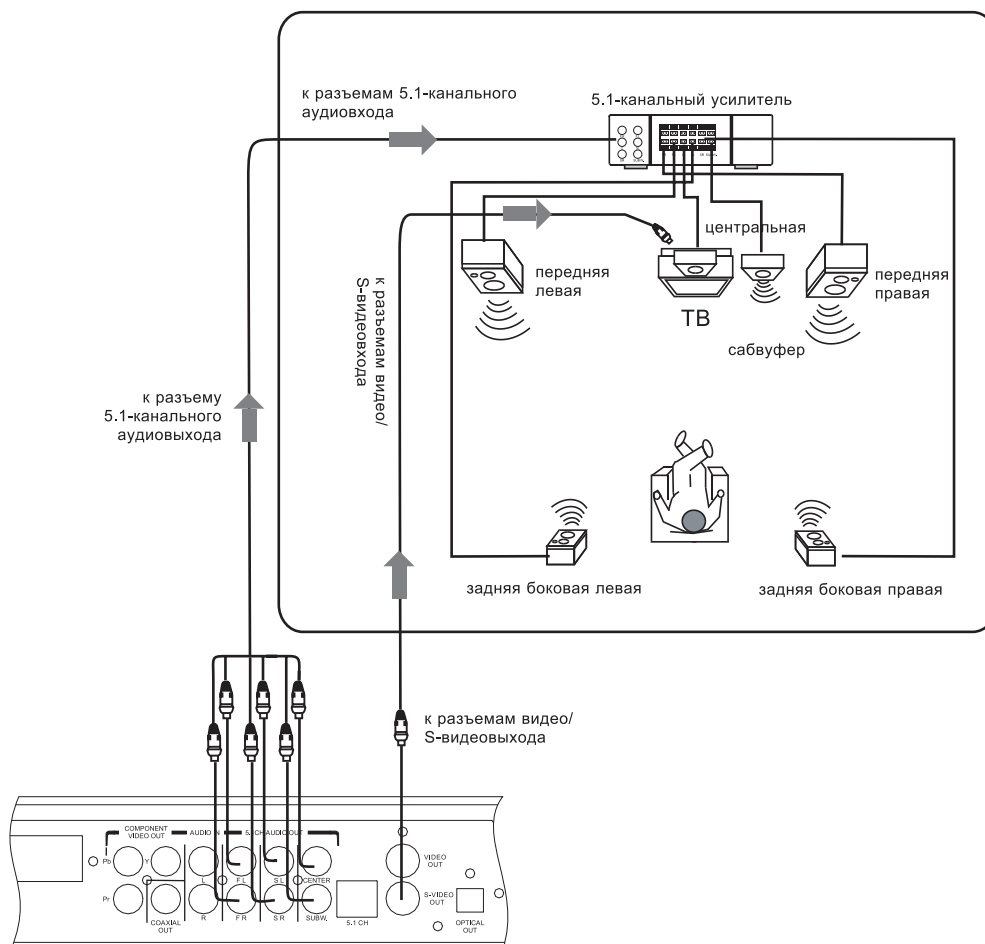 к разъемам 5.1-канального
аудиовхода
5.1-канальный усилитель
центральная
передняя
левая
передняя
правая
ТВ
сабвуфер
к разъемам видео/
S-видеовхода
к разъему
5.1-канального
аудиовыхода
задняя боковая левая
задняя боковая правая
к разъемам видео/
S-видеовыхода
COMPONENT
VIDEO OUT
AUDIO IN
5.1CH AUDIO OUT
Pb
Y
L
F L
S L
CENTER
VIDEO
OUT
Pr
COAXIAL
OUT
R
F R
S R
SUBW.
5.1 CH
S-VIDEO
OUT
OPTICAL
OUT